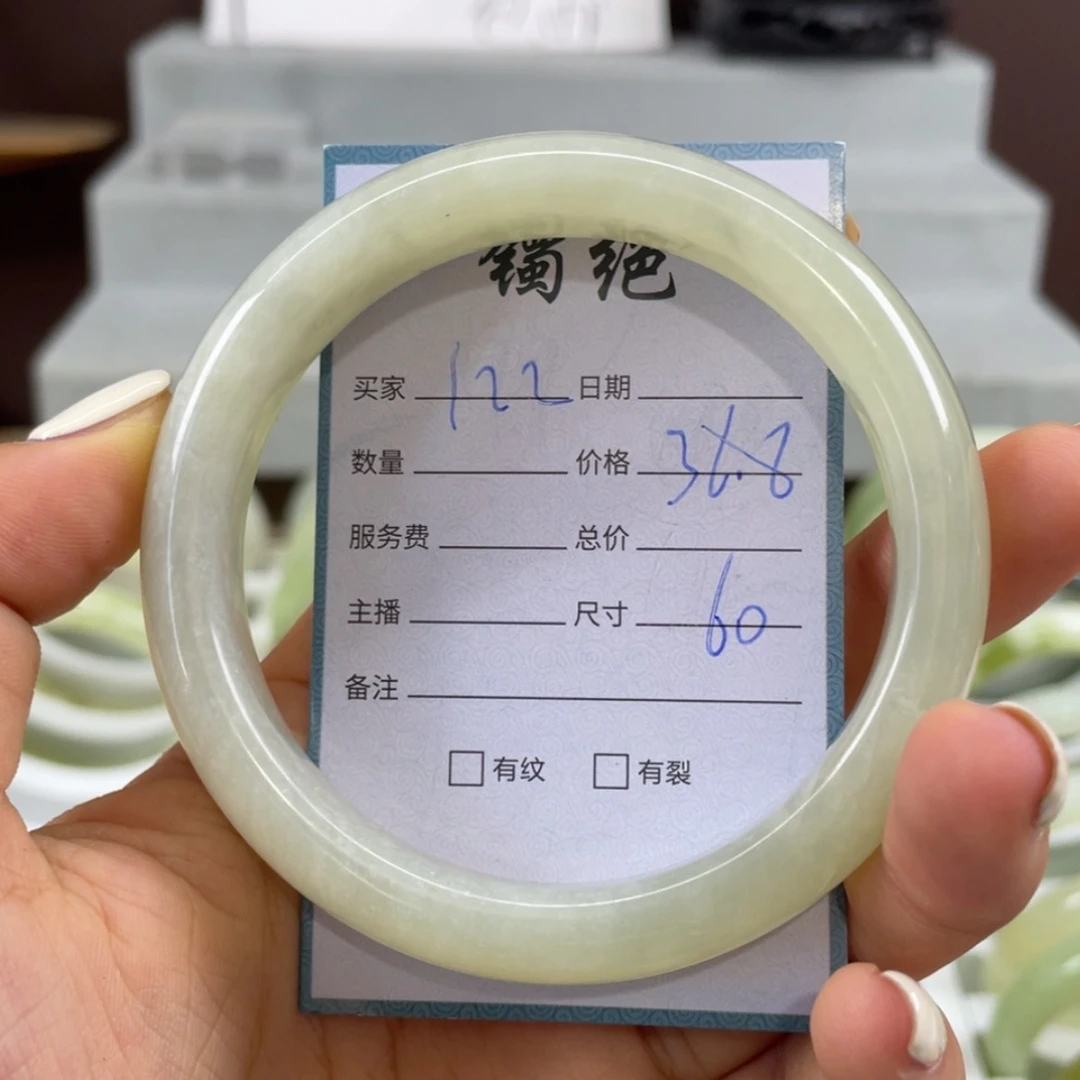 镯绝
买家 122 日期
数量 价格
服务费 总价
主播 尺寸 60
备注
□有纹 □有裂